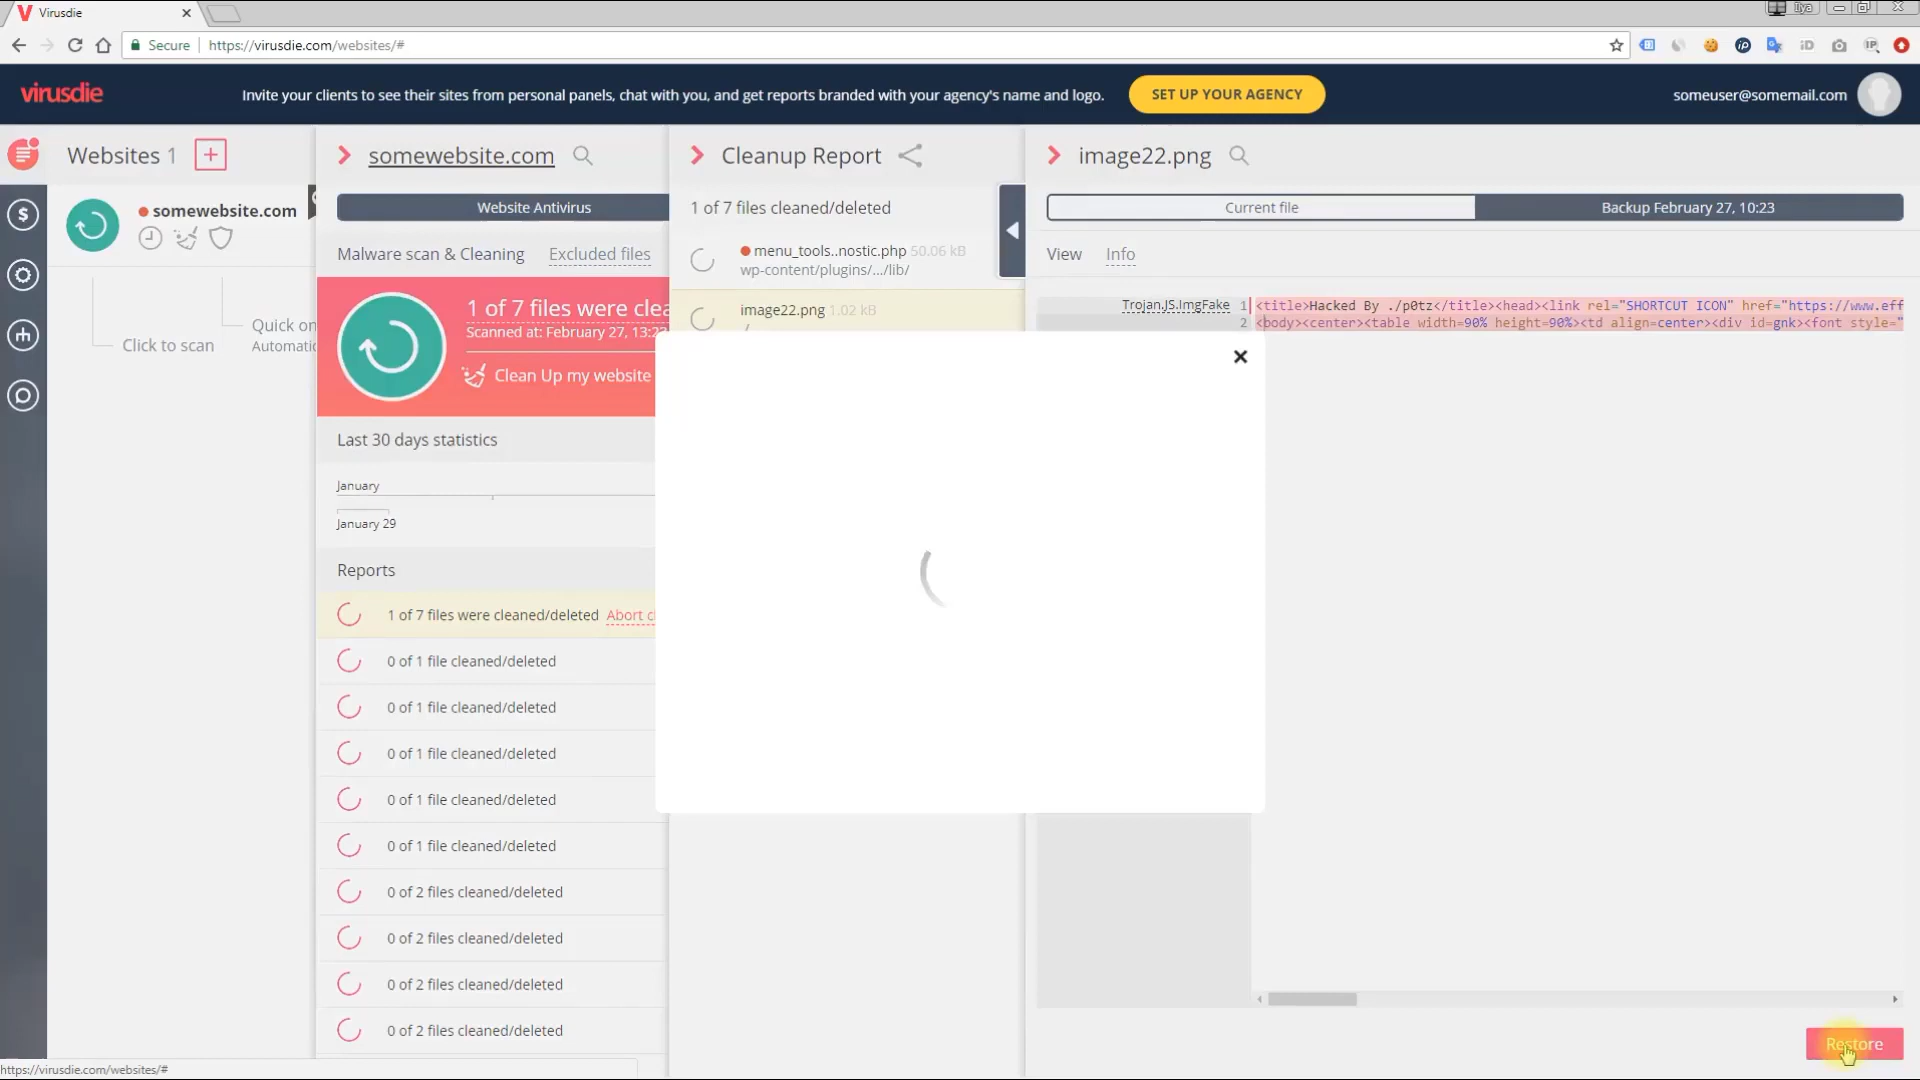 Virusdie
Ilya
Secure
https://virusdie.com/websites/#
virusdie
Invite your clients to see their sites from personal panels, chat with you, and get reports branded with your agency's name and logo.
SET UP YOUR AGENCY
someuser@somemail.com
Websites 1
somewebsite.com
Cleanup Report
image22.png
somewebsite.com
Click to scan
Quick on
Automatic
Website Antivirus
Malware scan & Cleaning
Excluded files
1 of 7 files were clea
Scanned at: February 27, 13:23
Clean Up my website
Last 30 days statistics
January
January 29
Reports
1 of 7 files were cleaned/deleted Abort c
0 of 1 file cleaned/deleted
0 of 1 file cleaned/deleted
0 of 1 file cleaned/deleted
0 of 1 file cleaned/deleted
0 of 1 file cleaned/deleted
0 of 2 files cleaned/deleted
0 of 2 files cleaned/deleted
0 of 2 files cleaned/deleted
0 of 2 files cleaned/deleted
1 of 7 files cleaned/deleted
menu_tools..nostic.php 50.06 kB
wp-content/plugins/.../lib/
image22.png 1.02 kB
/
Current file
Backup February 27, 10:23
View
Info
Trojan.JS.ImgFake
1 <title>Hacked By ./p0tz</title><head><link rel="SHORTCUT ICON" href="https://www.eff
2 <body><center><table width=90% height=90%><td align=center><div id=gnk><font style="
Restore
https://virusdie.com/websites/#